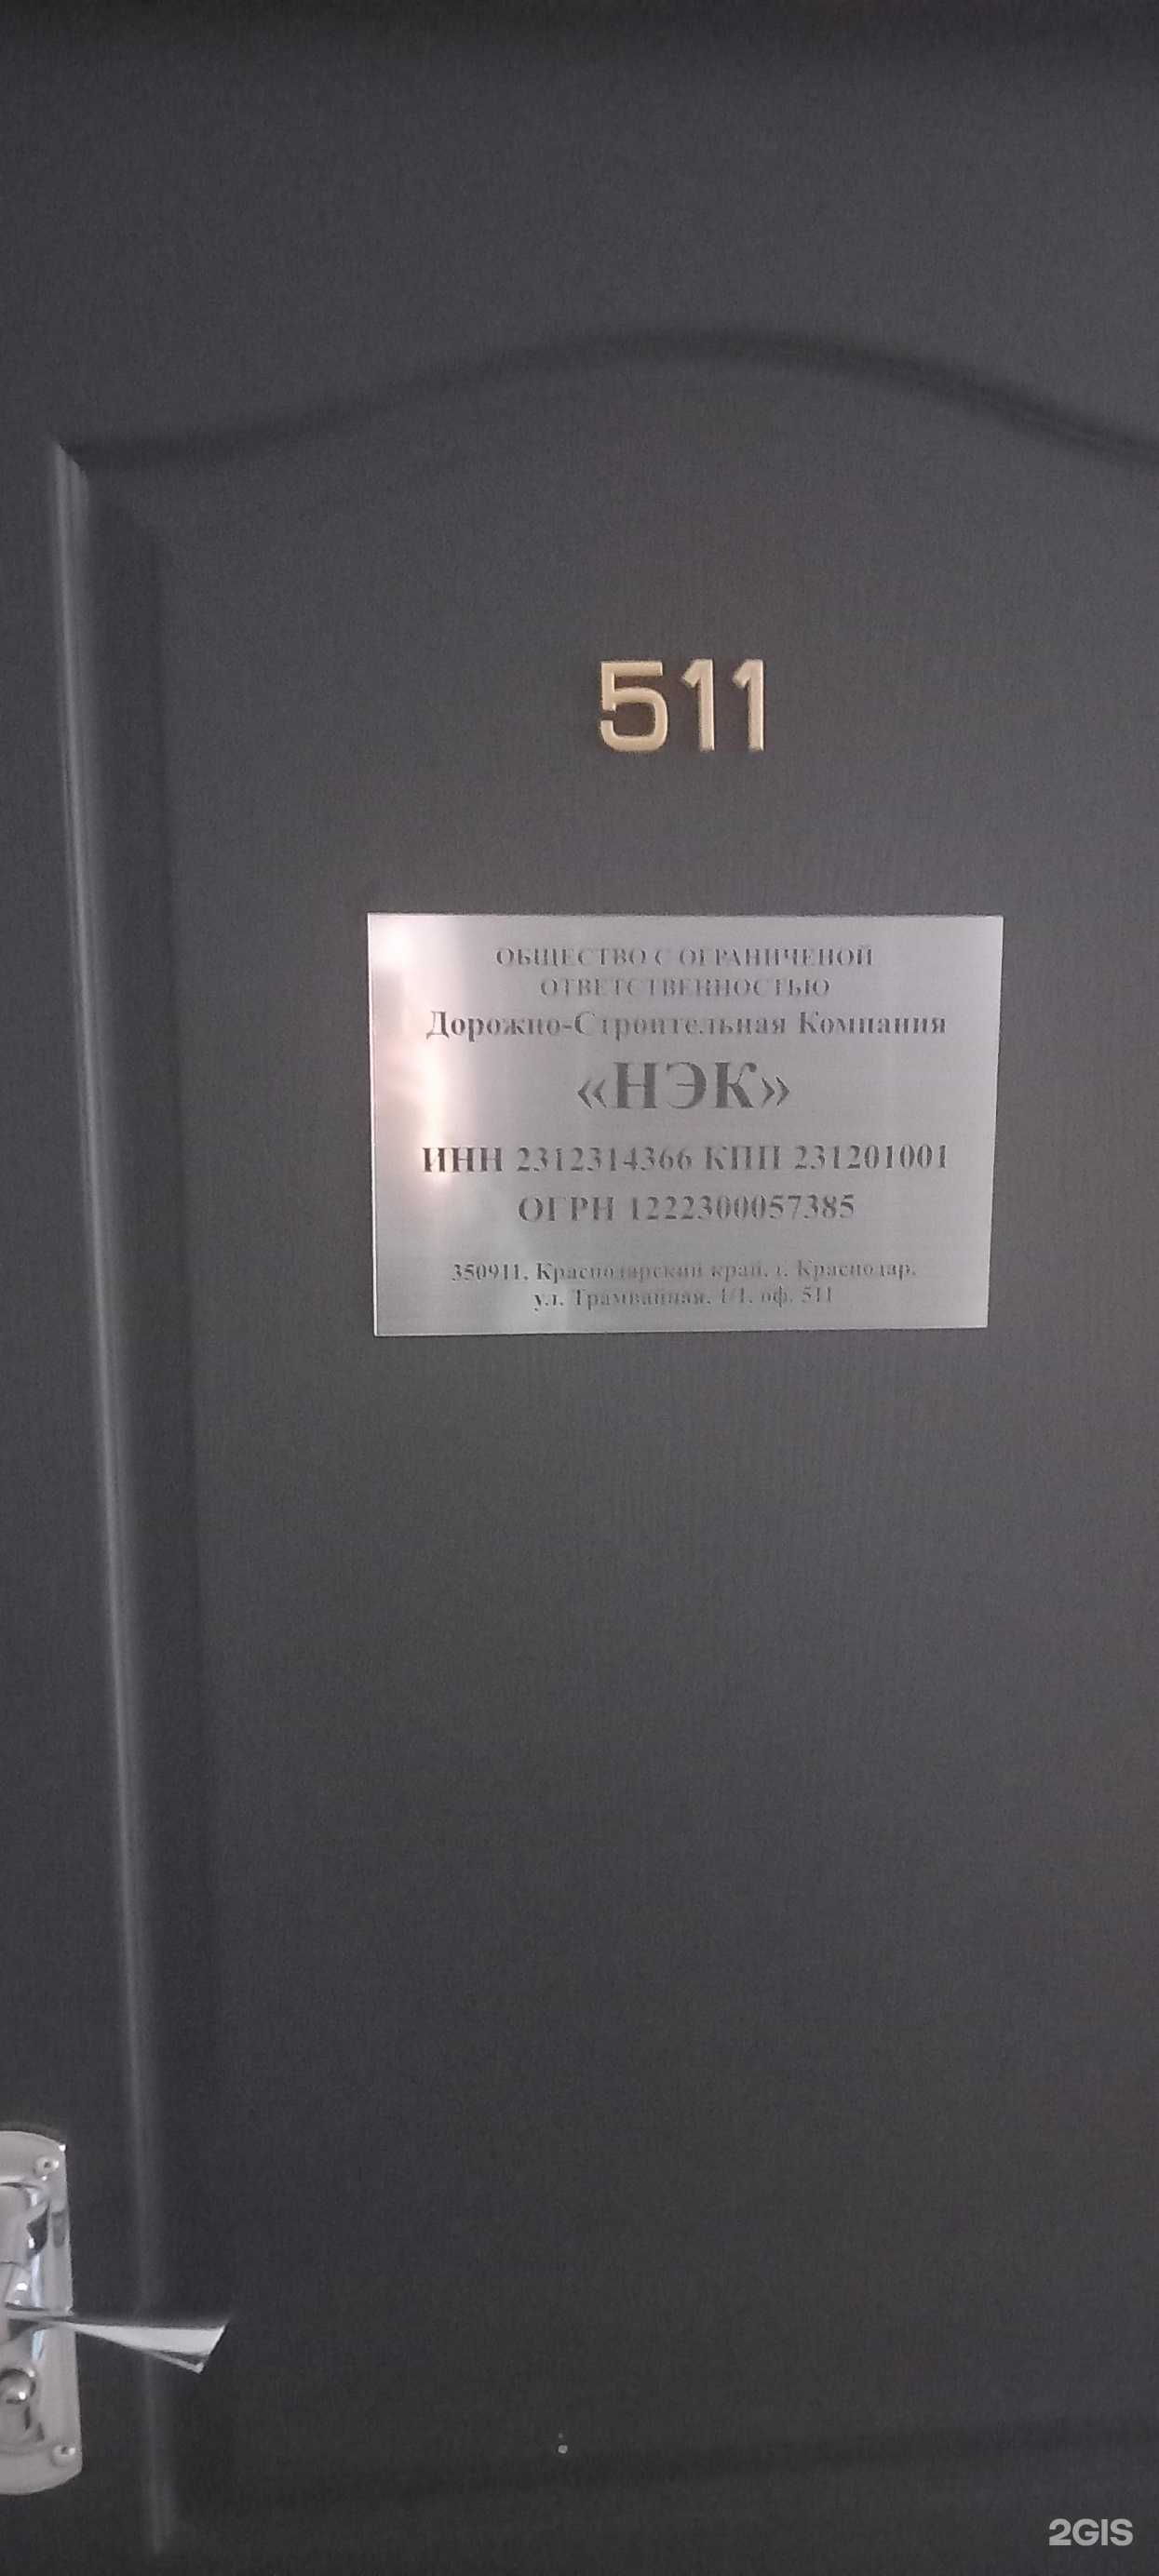 511
ОБЩЕСТВО С ОГРАНИЧЕНОЙ
ОТВЕТСТВЕННОСТЬЮ
Дорожно-Строительная Компания
«НЭК»
ИНН 2312314366 КПП 231201001
ОГРН 1222300057385
350911, Краснодарский край, г. Краснодар,
ул. Трамвайная, 1/1, оф. 511
2GIS